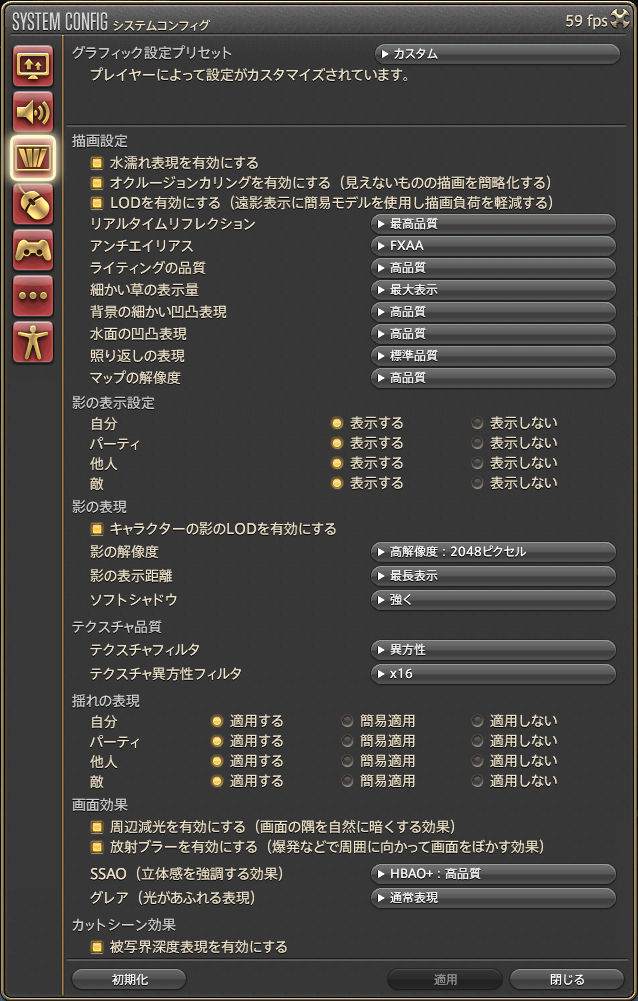 SYSTEM CONFIG システムコンフィグ 59 fps
グラフィック設定プリセット カスタム
プレイヤーによって設定がカスタマイズされています。
描画設定
水濡れ表現を有効にする
オクルージョンカリングを有効にする（見えないものの描画を簡略化する）
LODを有効にする（遠影表示に簡易モデルを使用し描画負荷を軽減する）
リアルタイムリフレクション 最高品質
アンチエイリアス FXAA
ライティングの品質 高品質
細かい草の表示量 最大表示
背景の細かい凹凸表現 高品質
水面の凹凸表現 高品質
照り返しの表現 標準品質
マップの解像度 高品質
影の表示設定
自分 表示する 表示しない
パーティ 表示する 表示しない
他人 表示する 表示しない
敵 表示する 表示しない
影の表現
キャラクターの影のLODを有効にする
影の解像度 高解像度：2048ピクセル
影の表示距離 最長表示
ソフトシャドウ 強く
テクスチャ品質
テクスチャフィルタ 異方性
テクスチャ異方性フィルタ x16
揺れの表現
自分 適用する 簡易適用 適用しない
パーティ 適用する 簡易適用 適用しない
他人 適用する 簡易適用 適用しない
敵 適用する 簡易適用 適用しない
画面効果
周辺減光を有効にする（画面の隅を自然に暗くする効果）
放射ブラーを有効にする（爆発などで周囲に向かって画面をぼかす効果）
SSAO（立体感を強調する効果） HBAO+：高品質
グレア（光があふれる表現） 通常表現
カットシーン効果
被写界深度表現を有効にする
初期化 適用 閉じる